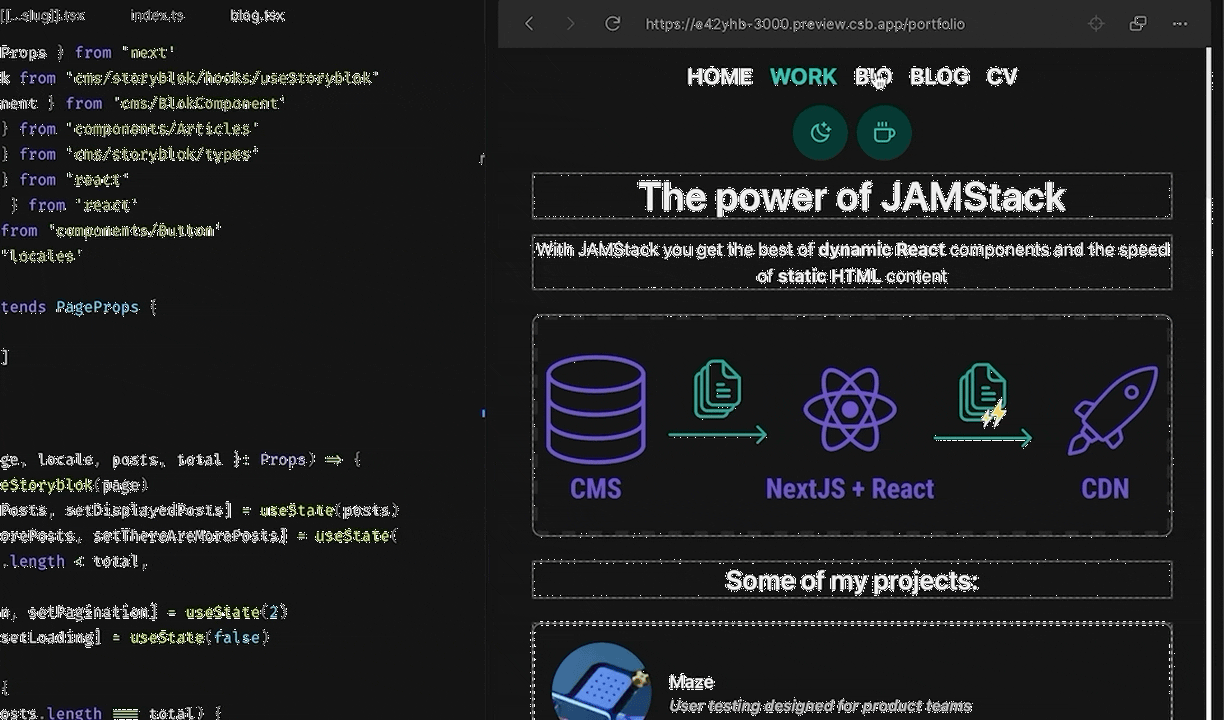 [[...slug]].tsx index.ts blog.tsx
Props } from "next'
k from "cms/storyblok/hooks/useStoryblok"
nent } from "cms/BlokComponent'
} from "components/Articles'
} from "cms/storyblok/types'
} from "react"
} from 'react'
from "components/Button'
"locales'
tends PageProps {
]
ge, locale, posts, total }: Props) => {
eStoryblok(page)
Posts, setDisplayedPosts] = useState(posts)
orePosts, setThereAreMorePosts] = useState(
.length < total,
n, setPagination] = useState(2)
setLoading] = useState(false)
{
osts.length === total) {
https://e42yhb-3000.preview.csb.app/portfolio
HOME WORK BIO BLOG CV
The power of JAMStack
With JAMStack you get the best of dynamic React components and the speed
of static HTML content
CMS NextJS + React CDN
Some of my projects:
Maze
User testing designed for product teams